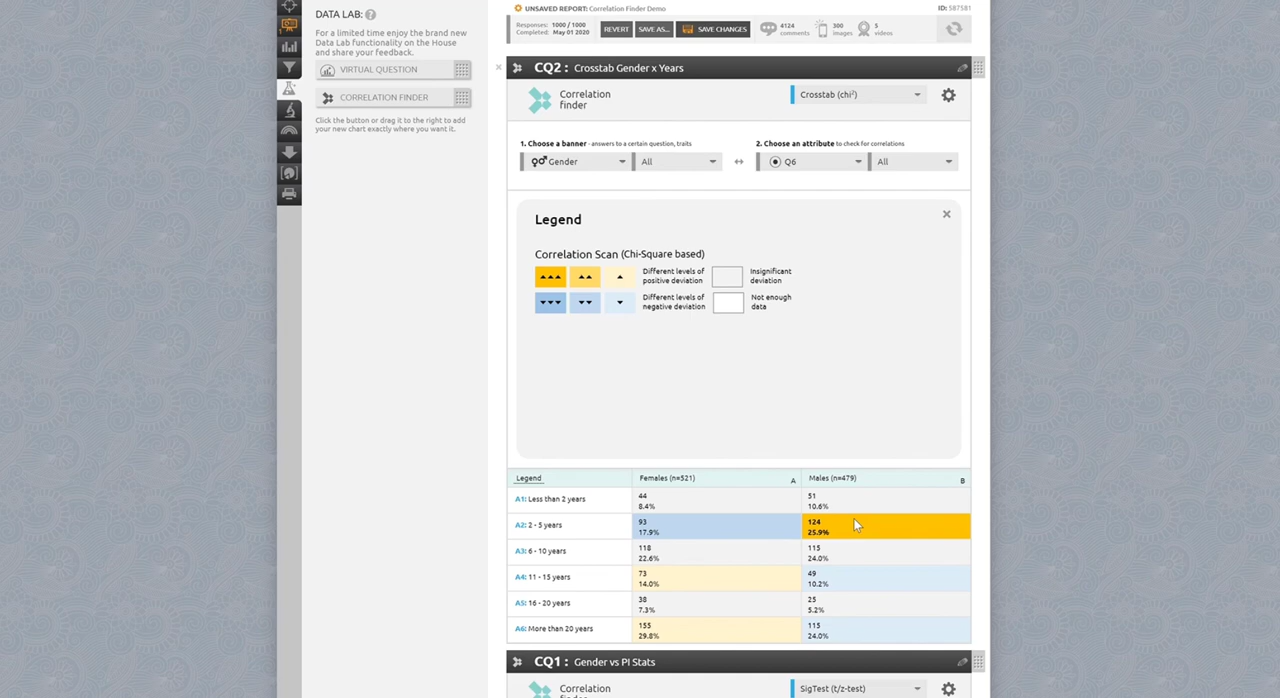 DATA LAB: ?
For a limited time enjoy the brand new
Data Lab functionality on the House
and share your feedback.
VIRTUAL QUESTION
CORRELATION FINDER
Click the button or drag it to the right to add
your new chart exactly where you want it.
UNSAVED REPORT: Correlation Finder Demo
ID: 587581
Responses: 1000 / 1000
Completed: May 01 2020
REVERT
SAVE AS...
SAVE CHANGES
4124
comments
300
images
5
videos
CQ2 : Crosstab Gender x Years
Correlation
finder
Crosstab (chi²)
1. Choose a banner - answers to a certain question, traits
2. Choose an attribute to check for correlations
Gender
All
Q6
All
Legend
Correlation Scan (Chi-Square based)
Different levels of
positive deviation
Insignificant
deviation
Different levels of
negative deviation
Not enough
data
Legend
Females (n=521)
A
Males (n=479)
B
A1: Less than 2 years
44
8.4%
51
10.6%
A2: 2 - 5 years
93
17.9%
124
25.9%
A3: 6 - 10 years
118
22.6%
115
24.0%
A4: 11 - 15 years
73
14.0%
49
10.2%
A5: 16 - 20 years
38
7.3%
25
5.2%
A6: More than 20 years
155
29.8%
115
24.0%
CQ1 : Gender vs PI Stats
Correlation
SigTest (t/z-test)